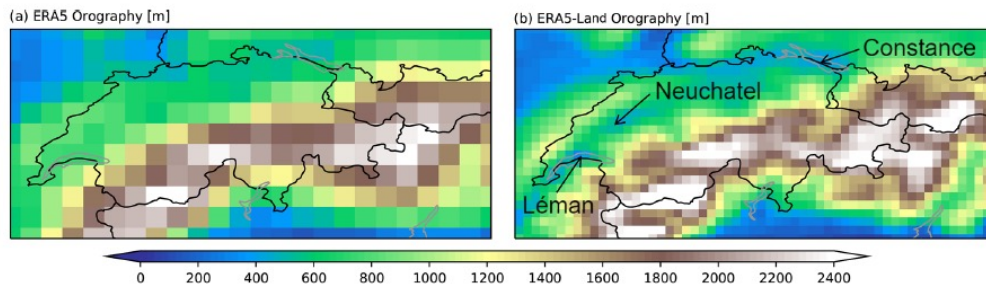 (a) ERA5 Orography [m]
(b) ERA5-Land Orography [m]
Constance
Neuchatel
Léman
0 200 400 600 800 1000 1200 1400 1600 1800 2000 2200 2400